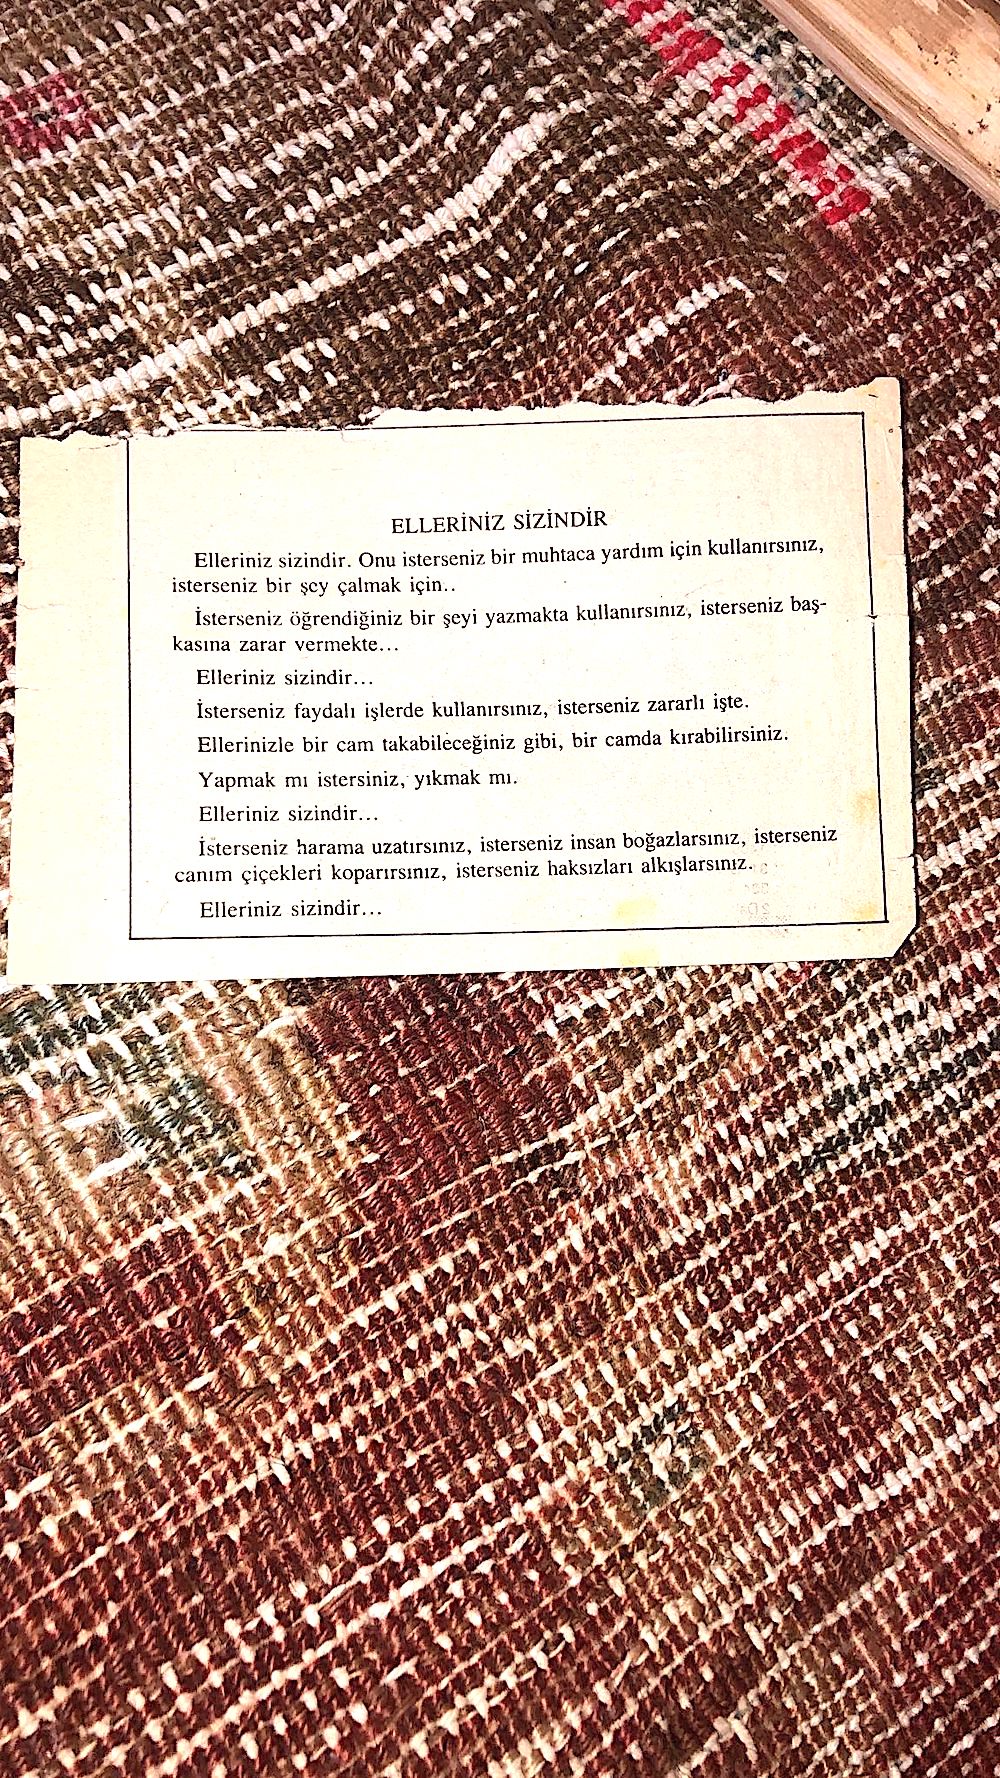 ELLERİNİZ SİZİNDİR
Elleriniz sizindir. Onu isterseniz bir muhtaca yardım için kullanırsınız,
isterseniz bir şey çalmak için..
İsterseniz öğrendiğiniz bir şeyi yazmakta kullanırsınız, isterseniz baş-
kasına zarar vermekte...
Elleriniz sizindir...
İsterseniz faydalı işlerde kullanırsınız, isterseniz zararlı işte.
Ellerinizle bir cam takabileceğiniz gibi, bir camda kırabilirsiniz.
Yapmak mı istersiniz, yıkmak mı.
Elleriniz sizindir...
İsterseniz harama uzatırsınız, isterseniz insan boğazlarsınız, isterseniz
canım çiçekleri koparırsınız, isterseniz haksızları alkışlarsınız.
Elleriniz sizindir...